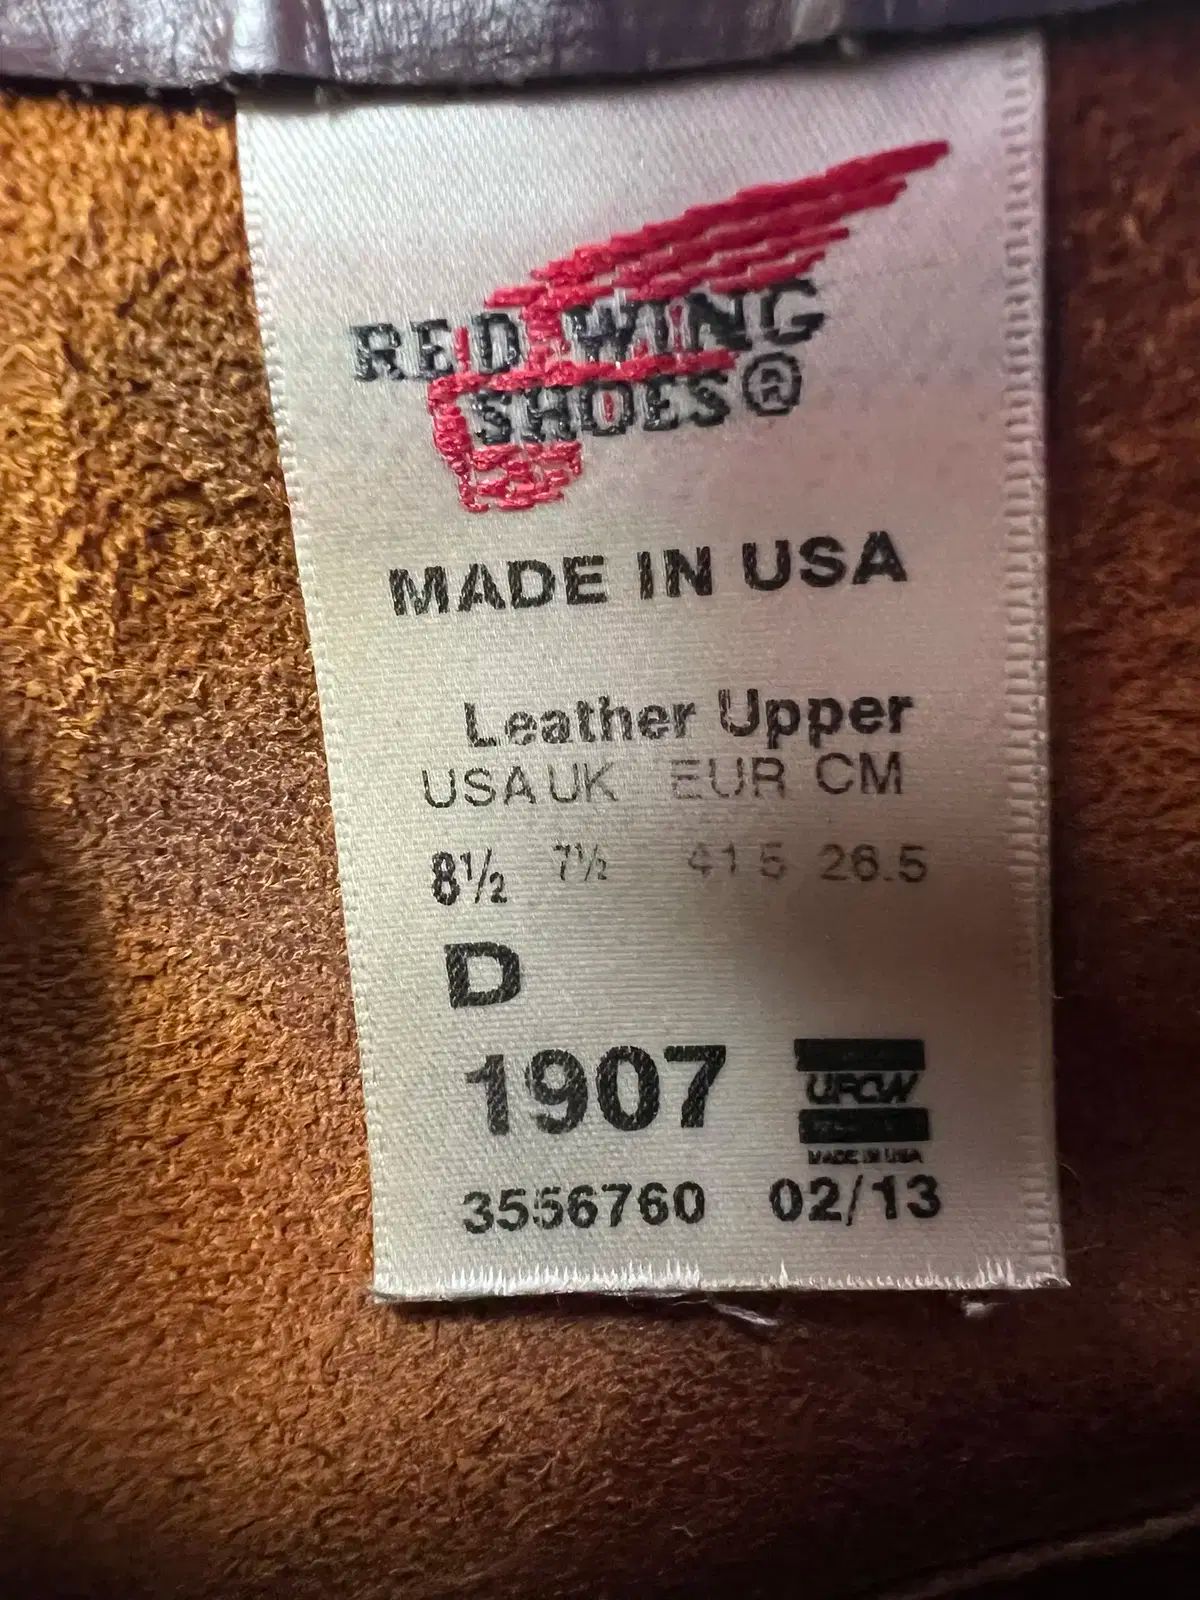 RED WING
SHOES®
MADE IN USA
Leather Upper
USA UK EUR CM
8½ 7½ 41.5 26.5
D
1907
UFCW
MADE IN USA
3556760 02/13